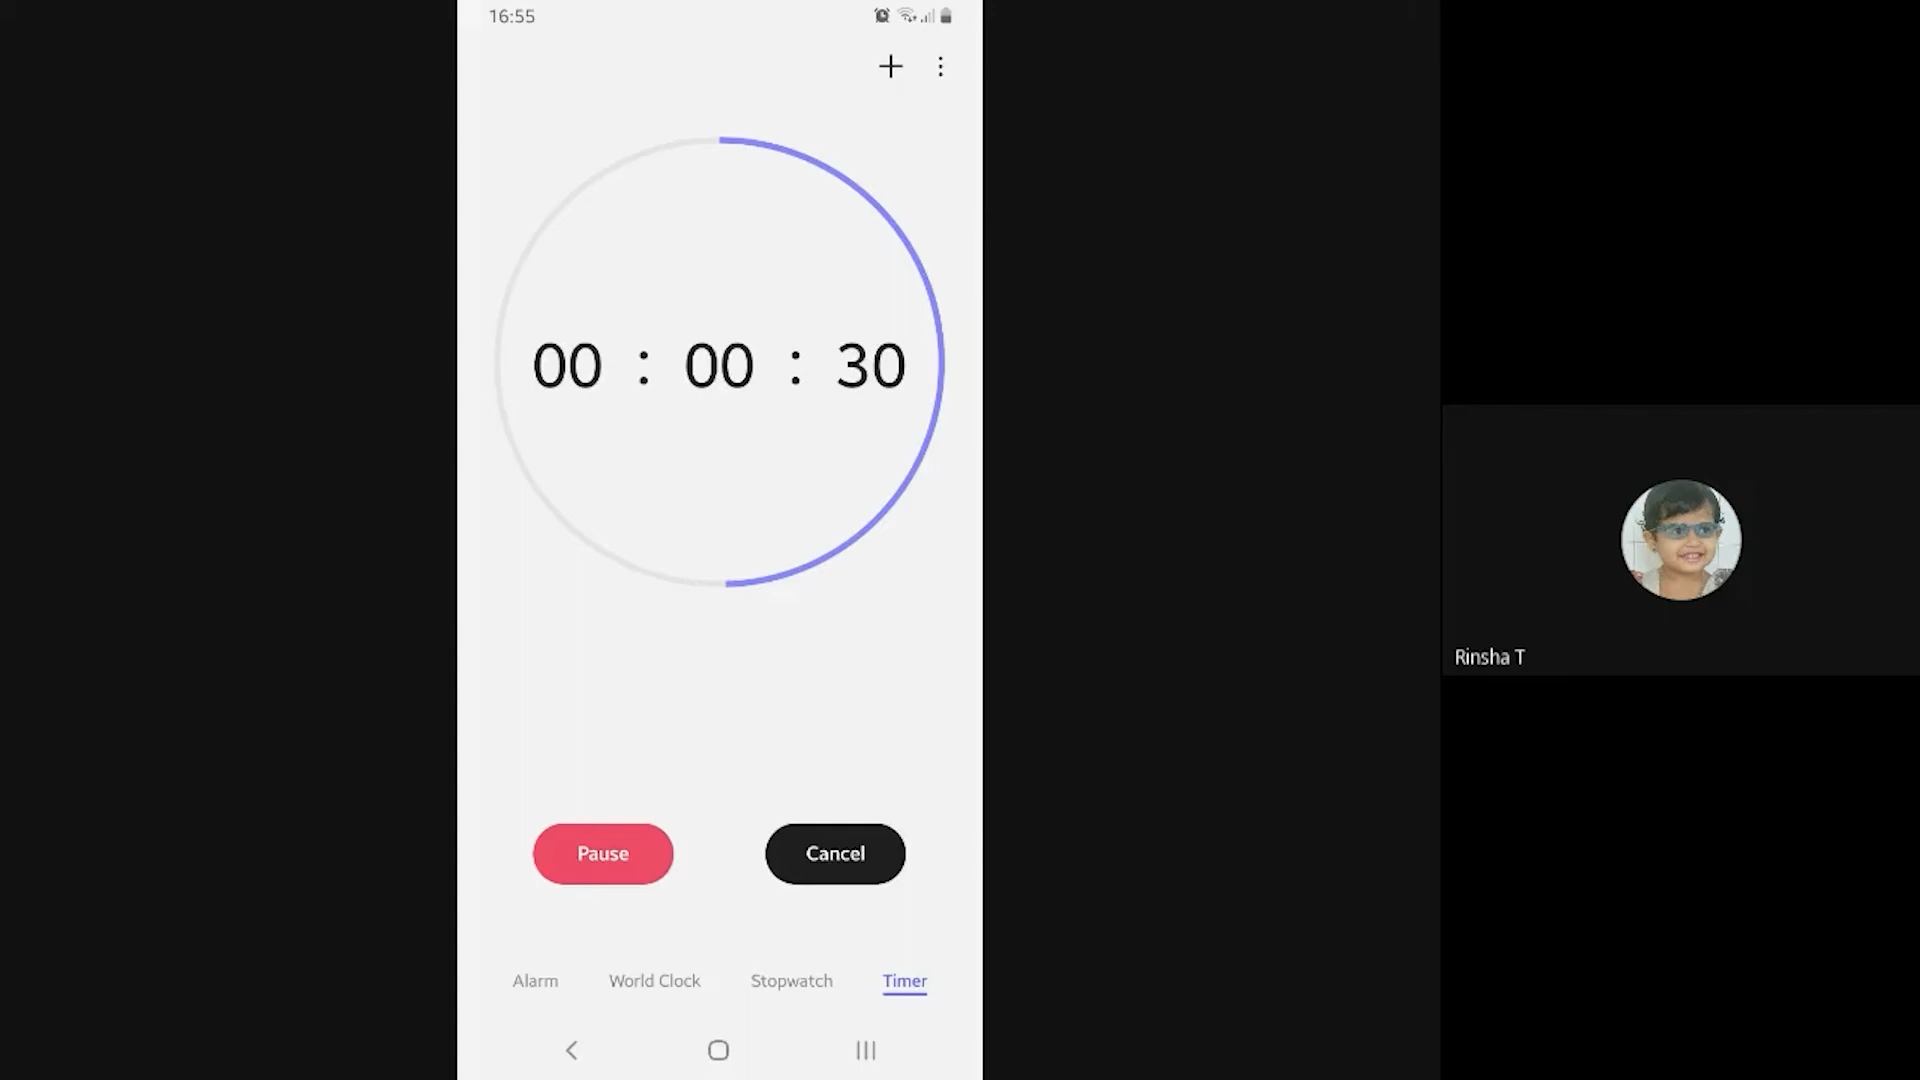 16:55
00 : 00 : 30
Pause
Cancel
Alarm
World Clock
Stopwatch
Timer
Rinsha T